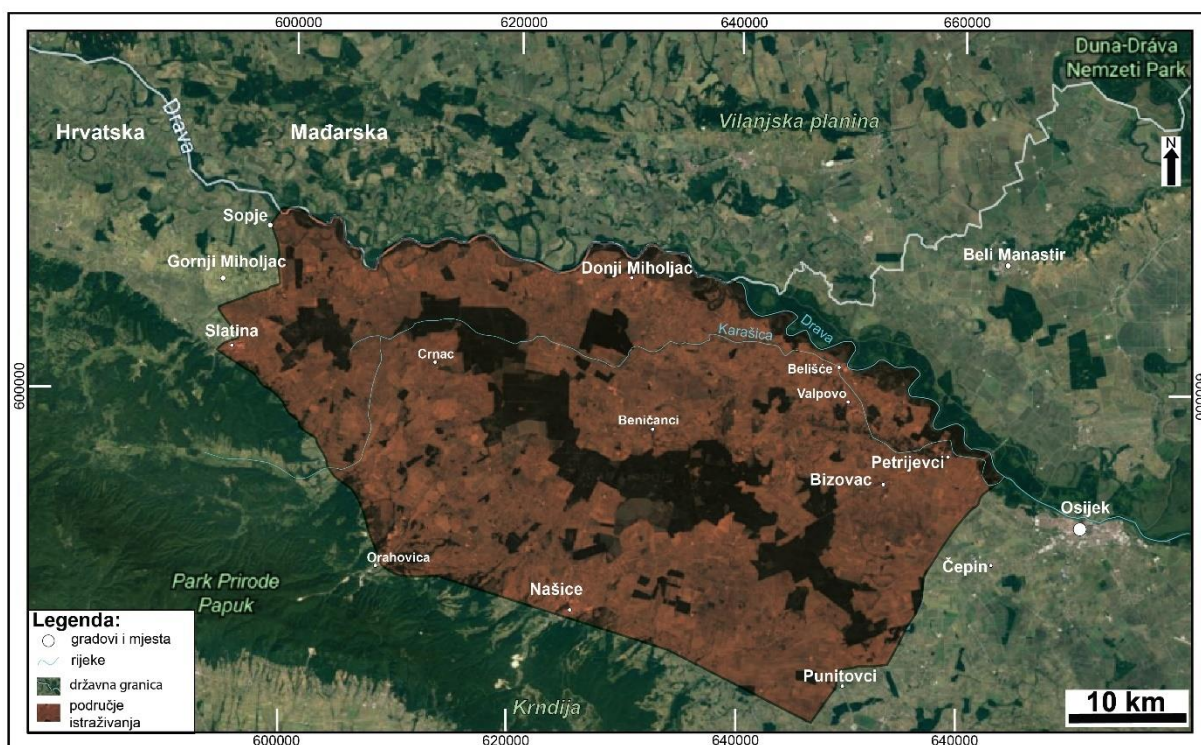 600000
620000
640000
660000
Duna-Dráva
Nemzeti Park
Drava
Hrvatska
Mađarska
Vilanjska planina
N
Sopje
Gornji Miholjac
Donji Miholjac
Beli Manastir
Slatina
Karašica
Drava
Crnac
Belišće
Valpovo
600000
600000
Beničanci
Petrijevci
Bizovac
Osijek
Orahovica
Čepin
Park Prirode
Papuk
Našice
Punitovci
Krndija
Legenda:
gradovi i mjesta
rijeke
državna granica
područje
istraživanja
10 km
600000
620000
640000
640000